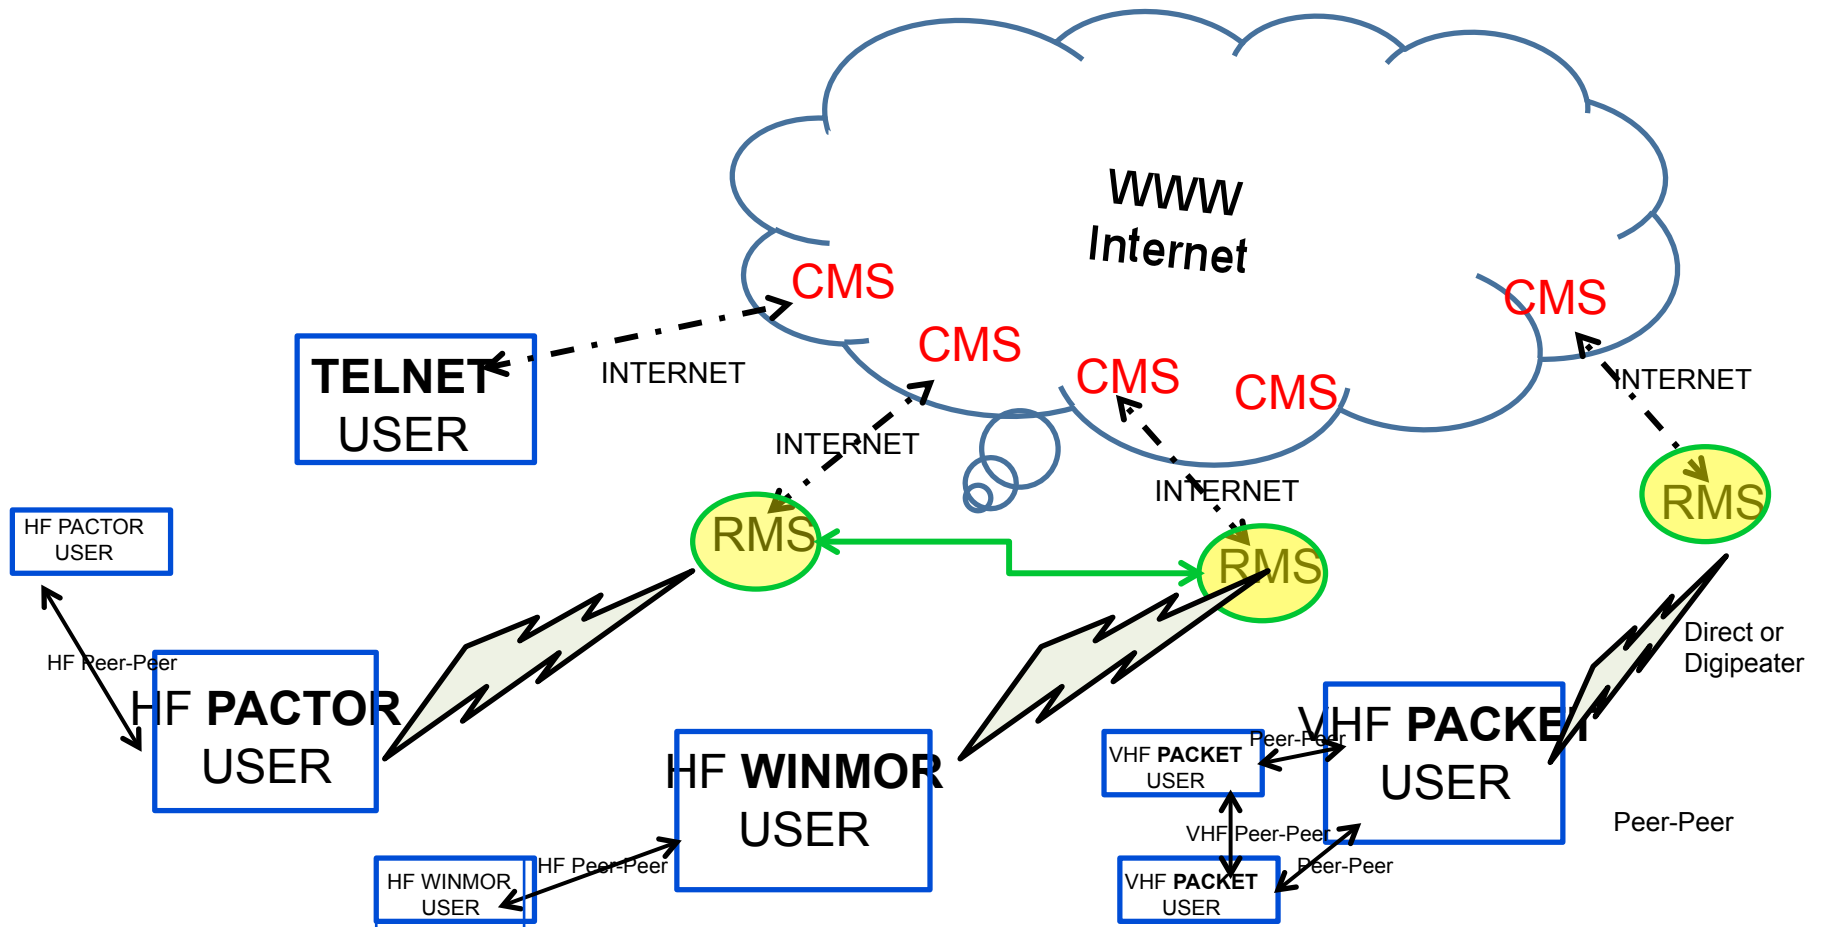 WWW
Internet
CMS
CMS
CMS
CMS
CMS
TELNET
USER
INTERNET
INTERNET
INTERNET
INTERNET
RMS
RMS
RMS
HF PACTOR
USER
HF Peer-Peer
HF PACTOR
USER
HF WINMOR
USER
HF Peer-Peer
HF WINMOR
USER
Direct or
Digipeater
VHF PACKET
USER
Peer-Peer
VHF PACKET
USER
VHF Peer-Peer
Peer-Peer
VHF PACKET
USER
Peer-Peer